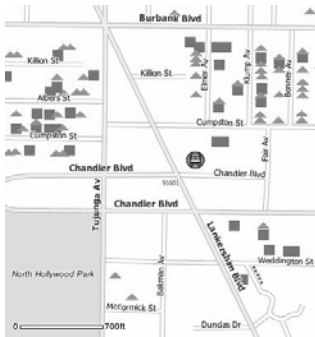 Burbank Blvd
Killion St
Killion St
Elmer Av
Klump Av
Bonner Av
Albers St
Cumpston St
Cumpston St
Fair Av
Chandler Blvd
Chandler Blvd
91601
Tujunga Av
Chandler Blvd
Lankershim Blvd
Weddington St
North Hollywood Park
Bakman Av
McCormick St
0
700ft
Dundas Dr